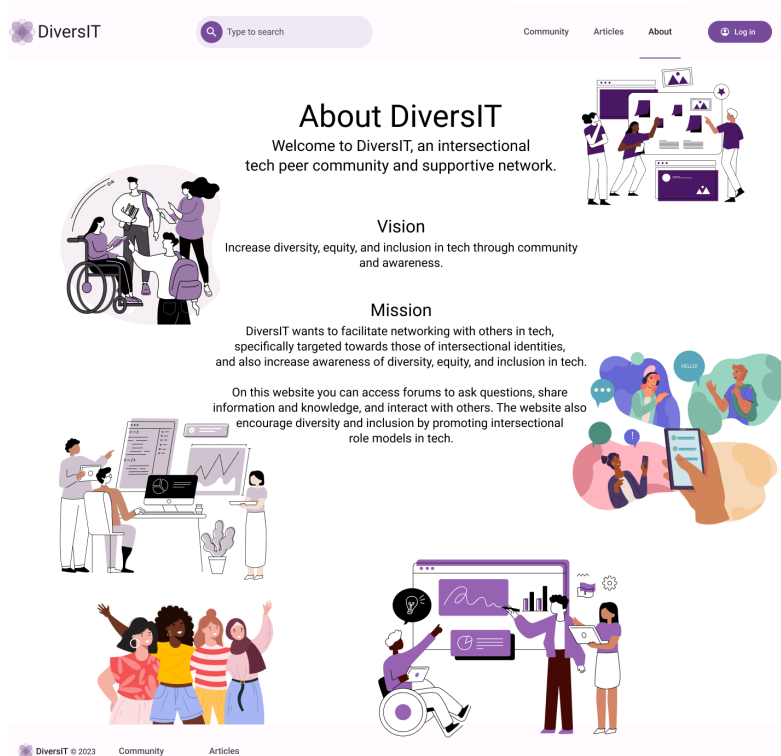 DiversIT
Type to search
Community
Articles
About
Log in
About DiversIT
Welcome to DiversIT, an intersectional
tech peer community and supportive network.
Vision
Increase diversity, equity, and inclusion in tech through community
and awareness.
Mission
DiversIT wants to facilitate networking with others in tech,
specifically targeted towards those of intersectional identities,
and also increase awareness of diversity, equity, and inclusion in tech.
On this website you can access forums to ask questions, share
information and knowledge, and interact with others. The website also
encourage diversity and inclusion by promoting intersectional
role models in tech.
HELLO!
DiversIT © 2023
Community
Articles